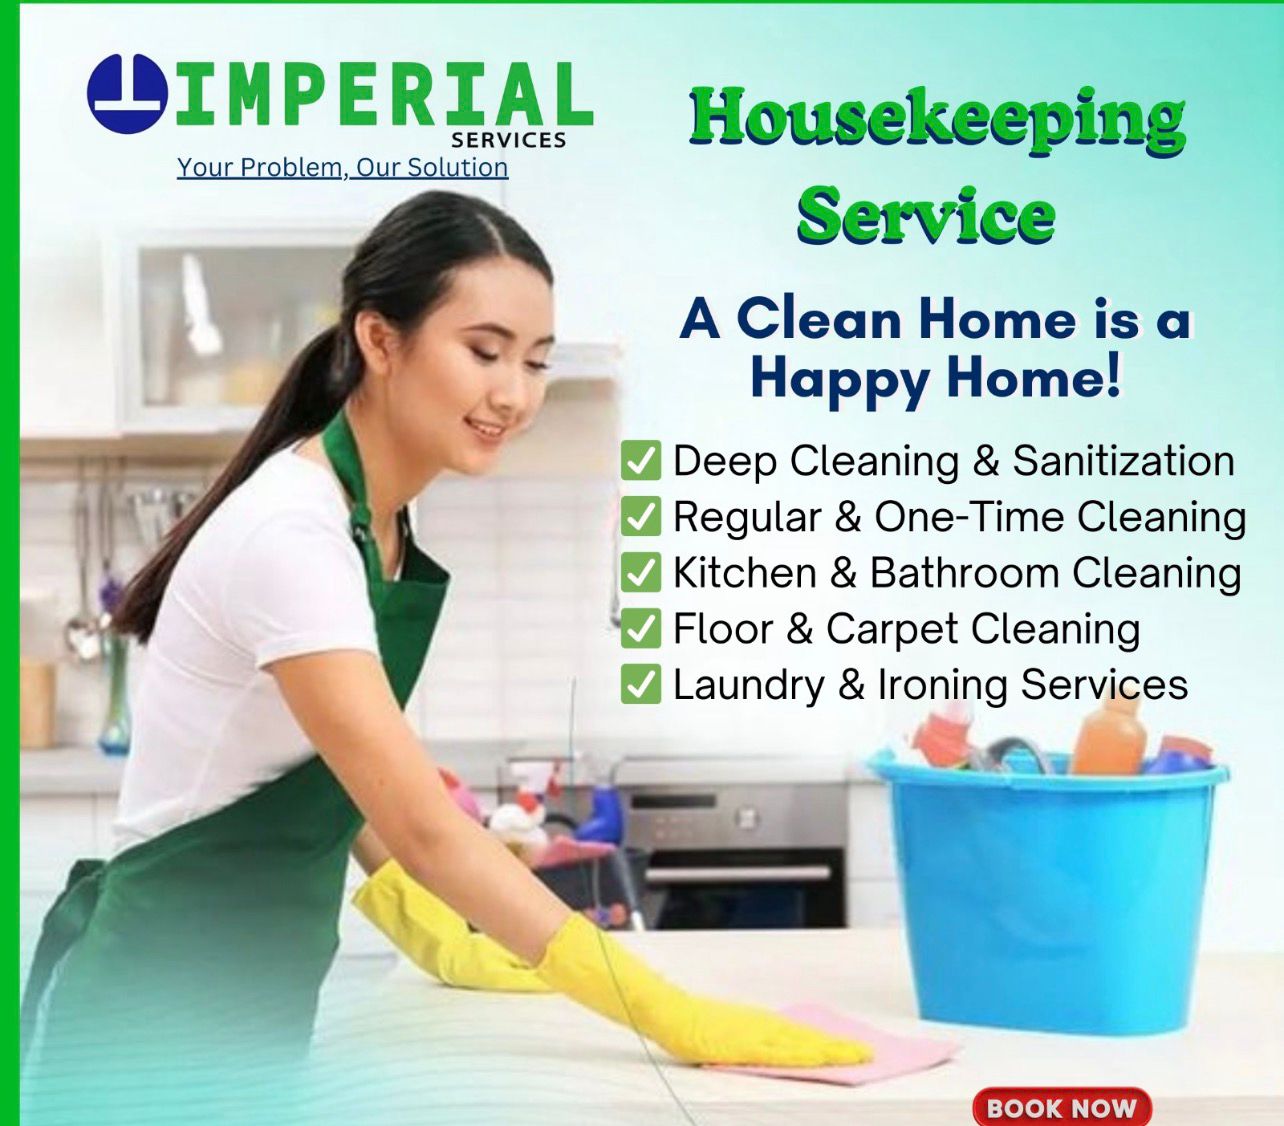 IMPERIAL
SERVICES
Your Problem, Our Solution
Housekeeping
Service
A Clean Home is a
Happy Home!
✅ Deep Cleaning & Sanitization
✅ Regular & One-Time Cleaning
✅ Kitchen & Bathroom Cleaning
✅ Floor & Carpet Cleaning
✅ Laundry & Ironing Services
BOOK NOW